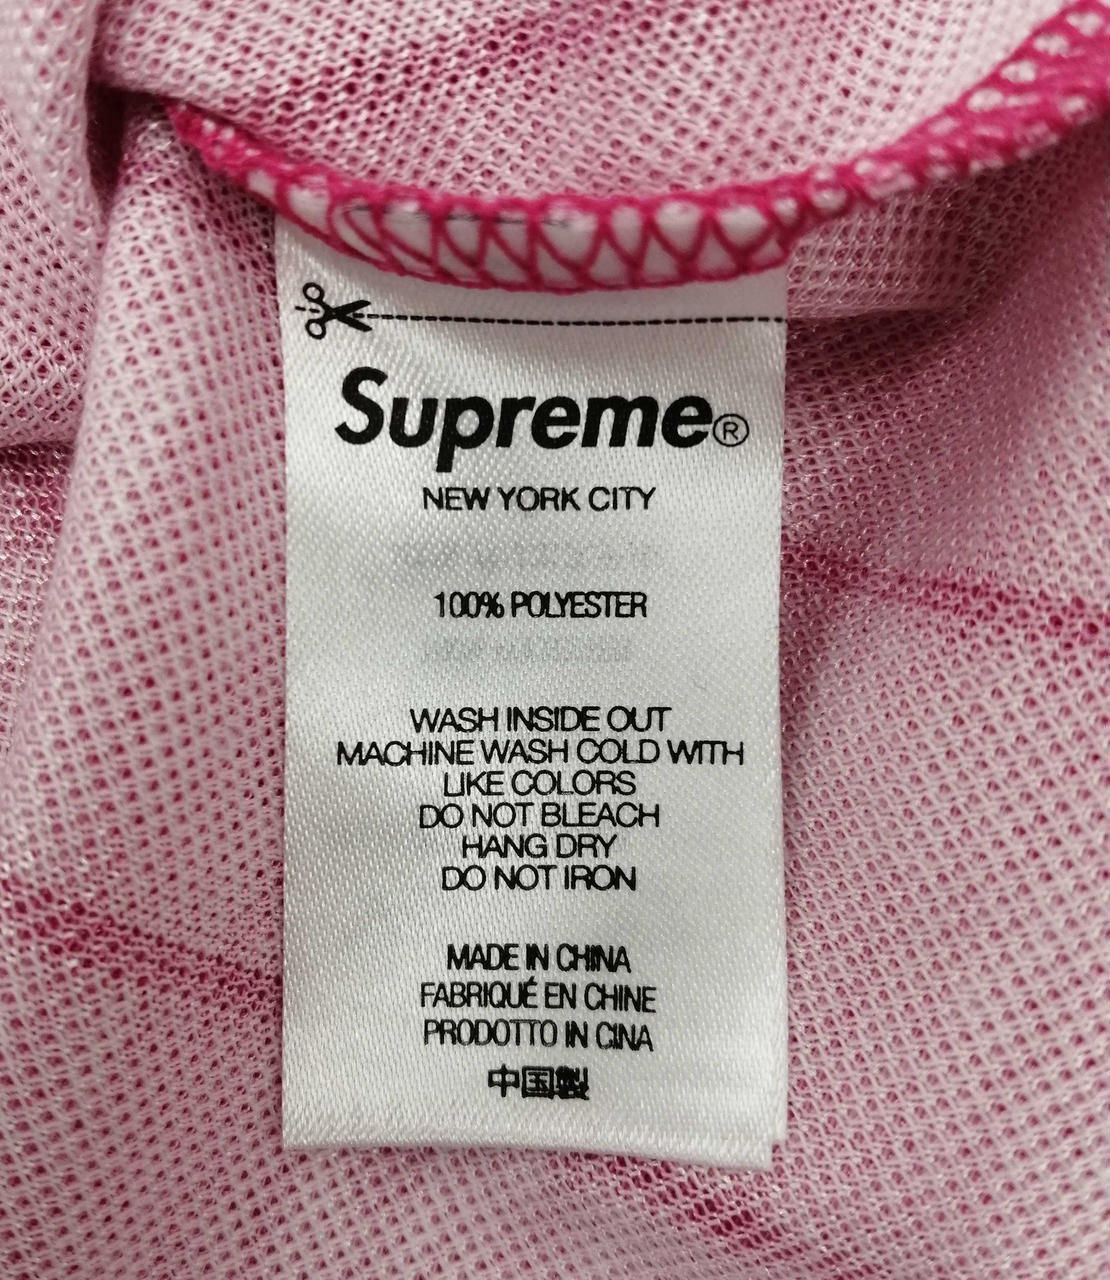 Supreme®
NEW YORK CITY
100% POLYESTER
WASH INSIDE OUT
MACHINE WASH COLD WITH
LIKE COLORS
DO NOT BLEACH
HANG DRY
DO NOT IRON
MADE IN CHINA
FABRIQUÉ EN CHINE
PRODOTTO IN CINA
中国製